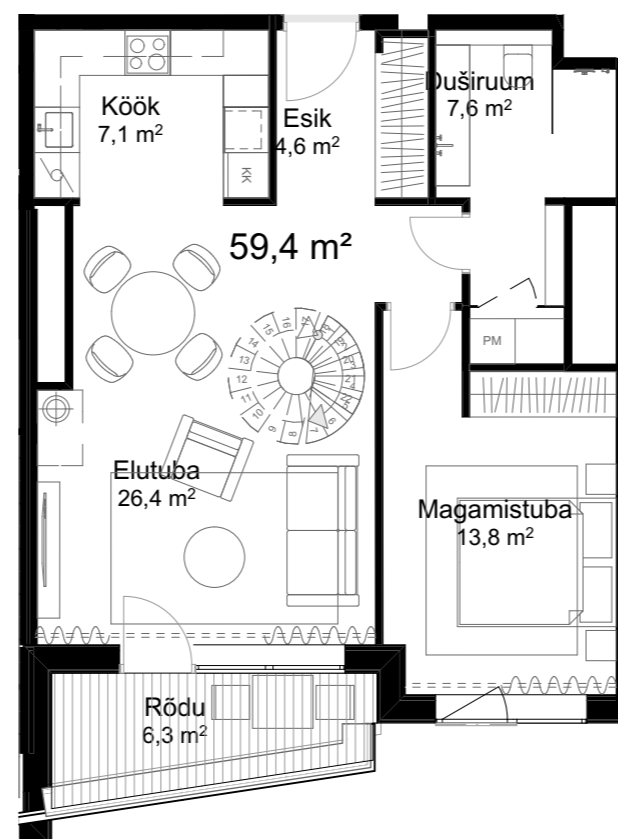 Köök
7,1 m²
Esik
4,6 m²
Duširuum
7,6 m²
KK
59,4 m²
PM
16
15
14
13
12
11
10
9
8
7
6
Elutuba
26,4 m²
Magamistuba
13,8 m²
Rõdu
6,3 m²